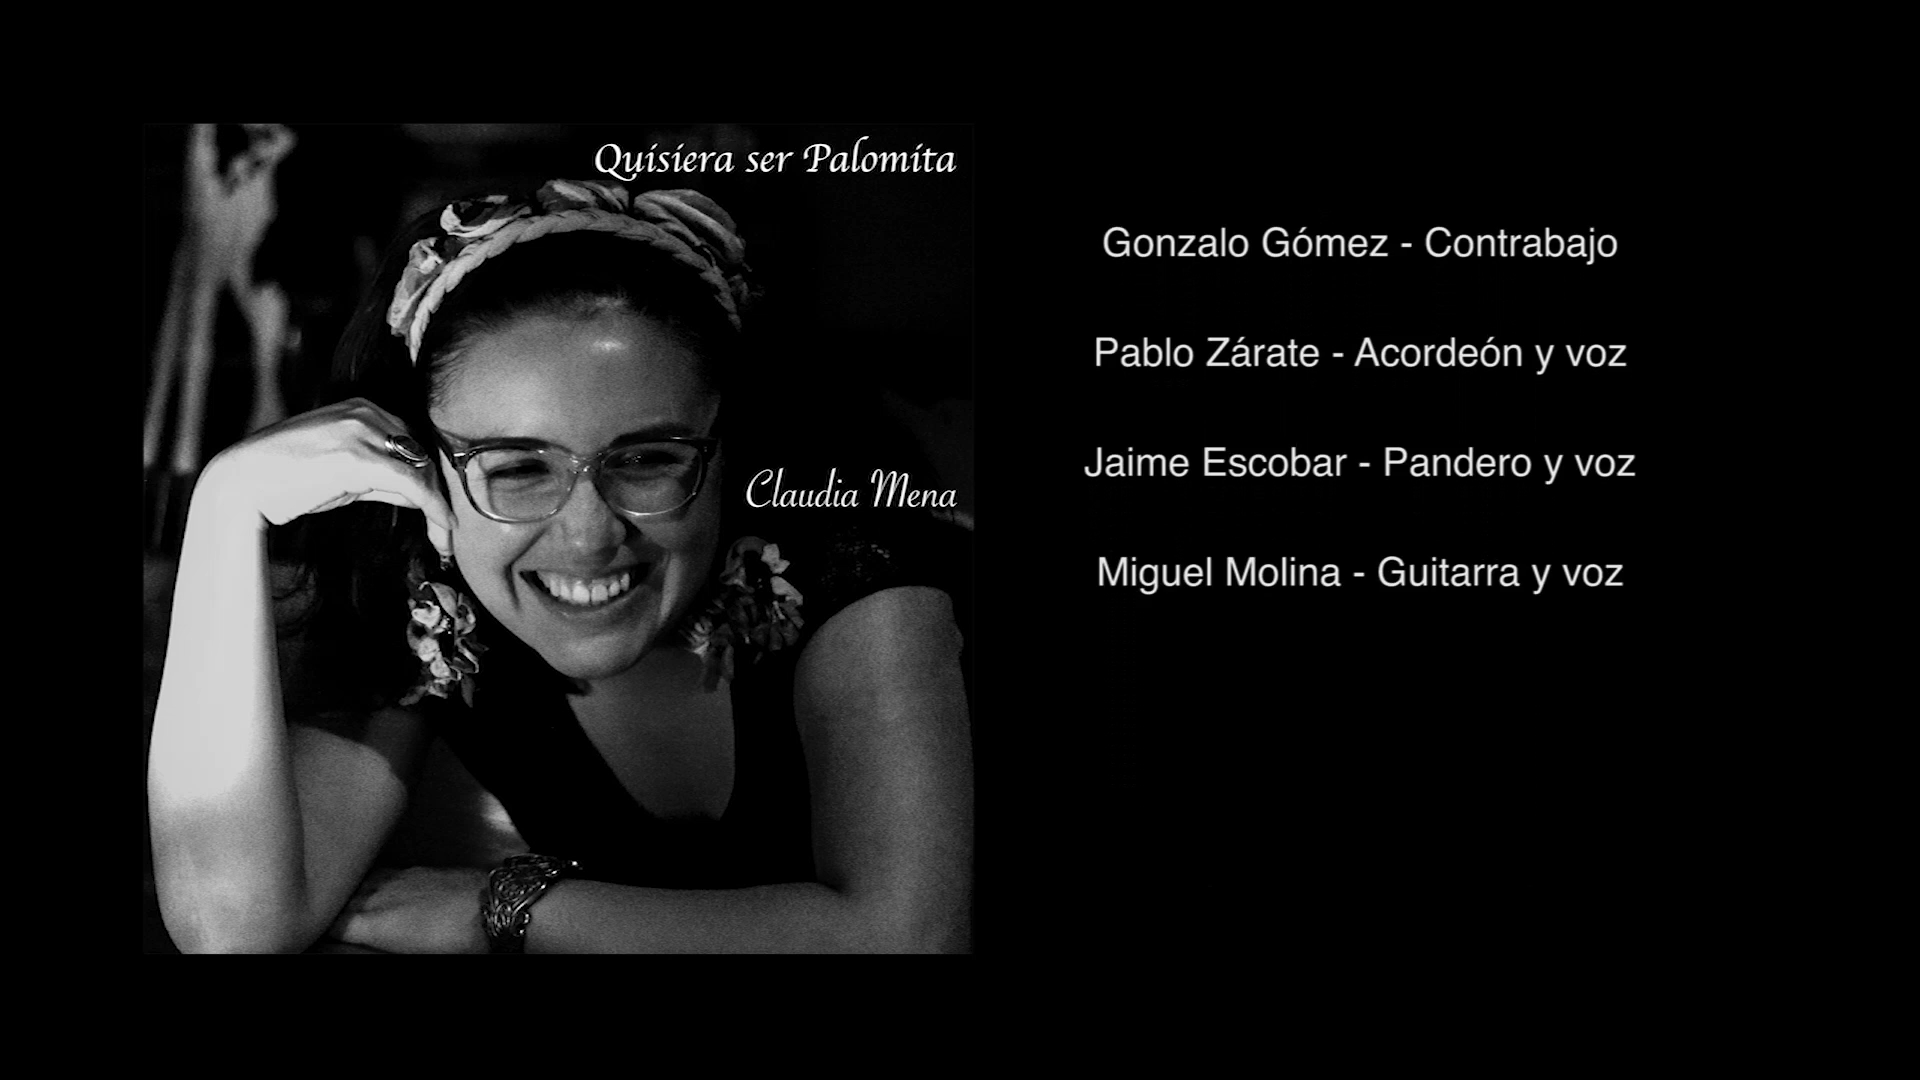 Quisiera ser Palomita
Claudia Mena
Gonzalo Gómez - Contrabajo
Pablo Zárate - Acordeón y voz
Jaime Escobar - Pandero y voz
Miguel Molina - Guitarra y voz